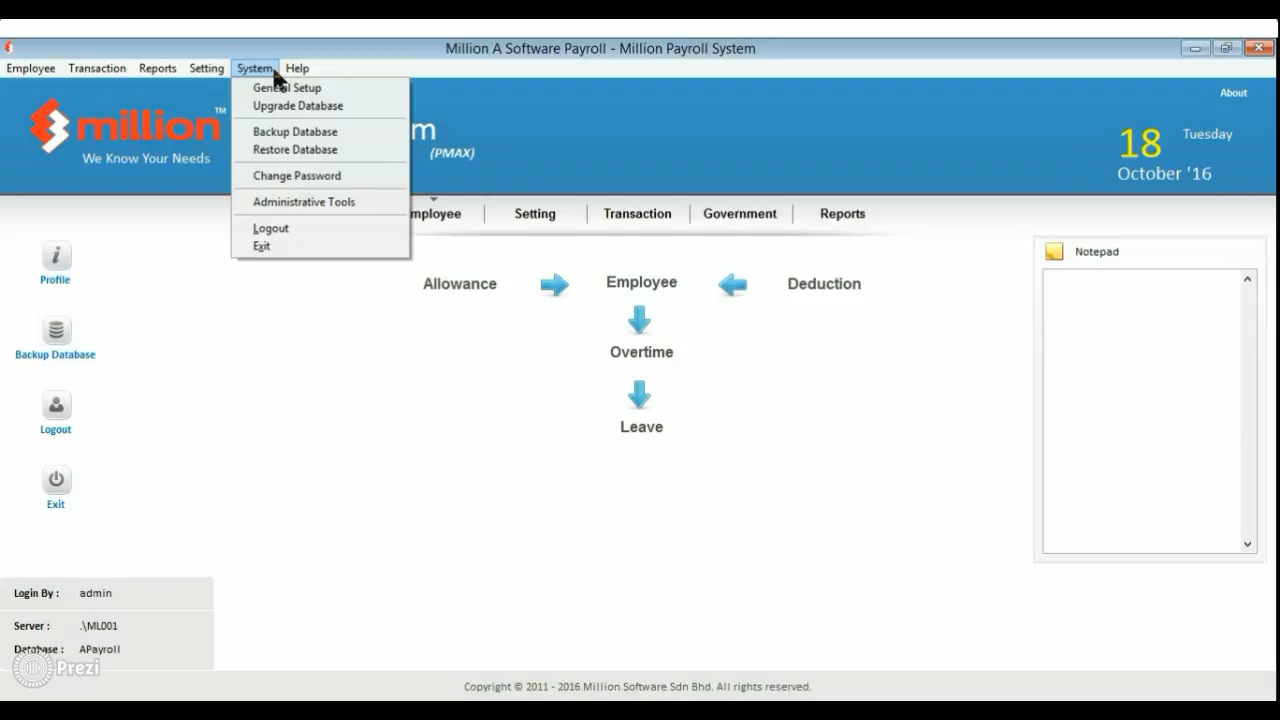 Million A Software Payroll - Million Payroll System
Employee Transaction Reports Setting System Help
General Setup
Upgrade Database
Backup Database
Restore Database
Change Password
Administrative Tools
Logout
Exit
million TM
We Know Your Needs
(PMAX)
About
18 Tuesday
October '16
Setting Transaction Government Reports
Profile
Backup Database
Logout
Exit
Allowance Employee Deduction
Overtime
Leave
Notepad
Login By : admin
Server : .\ML001
Database : APayroll
Prezi
Copyright © 2011 - 2016 Million Software Sdn Bhd. All rights reserved.